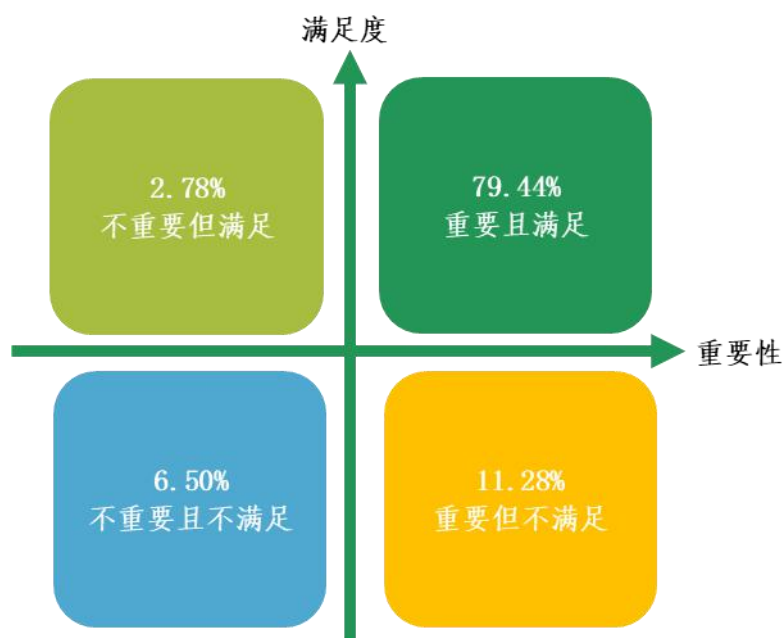 满足度
2.78%
不重要但满足
79.44%
重要且满足
重要性
6.50%
不重要且不满足
11.28%
重要但不满足